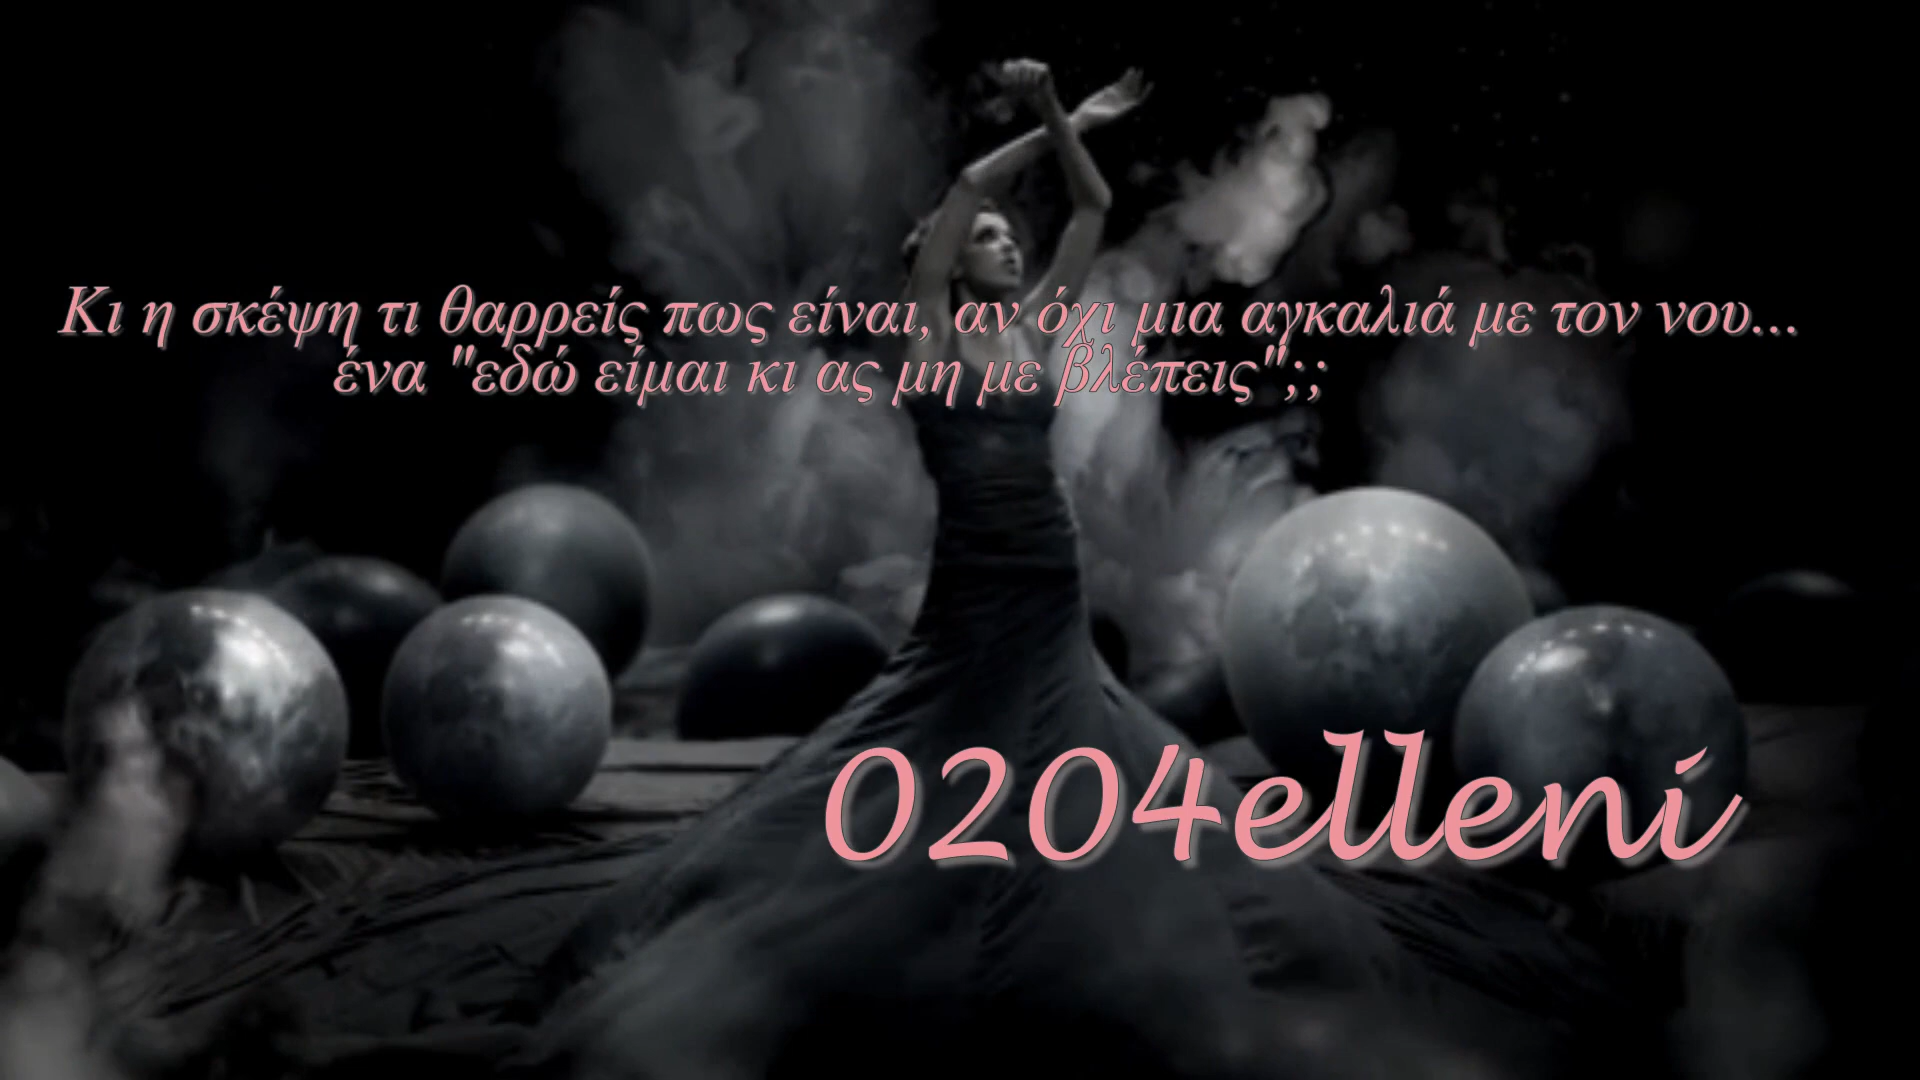 Κι η σκέψη τι θαρρείς πως είναι, αν όχι μια αγκαλιά με τον νου...
ένα "εδώ είμαι κι ας μη με βλέπεις";;
0204elleni